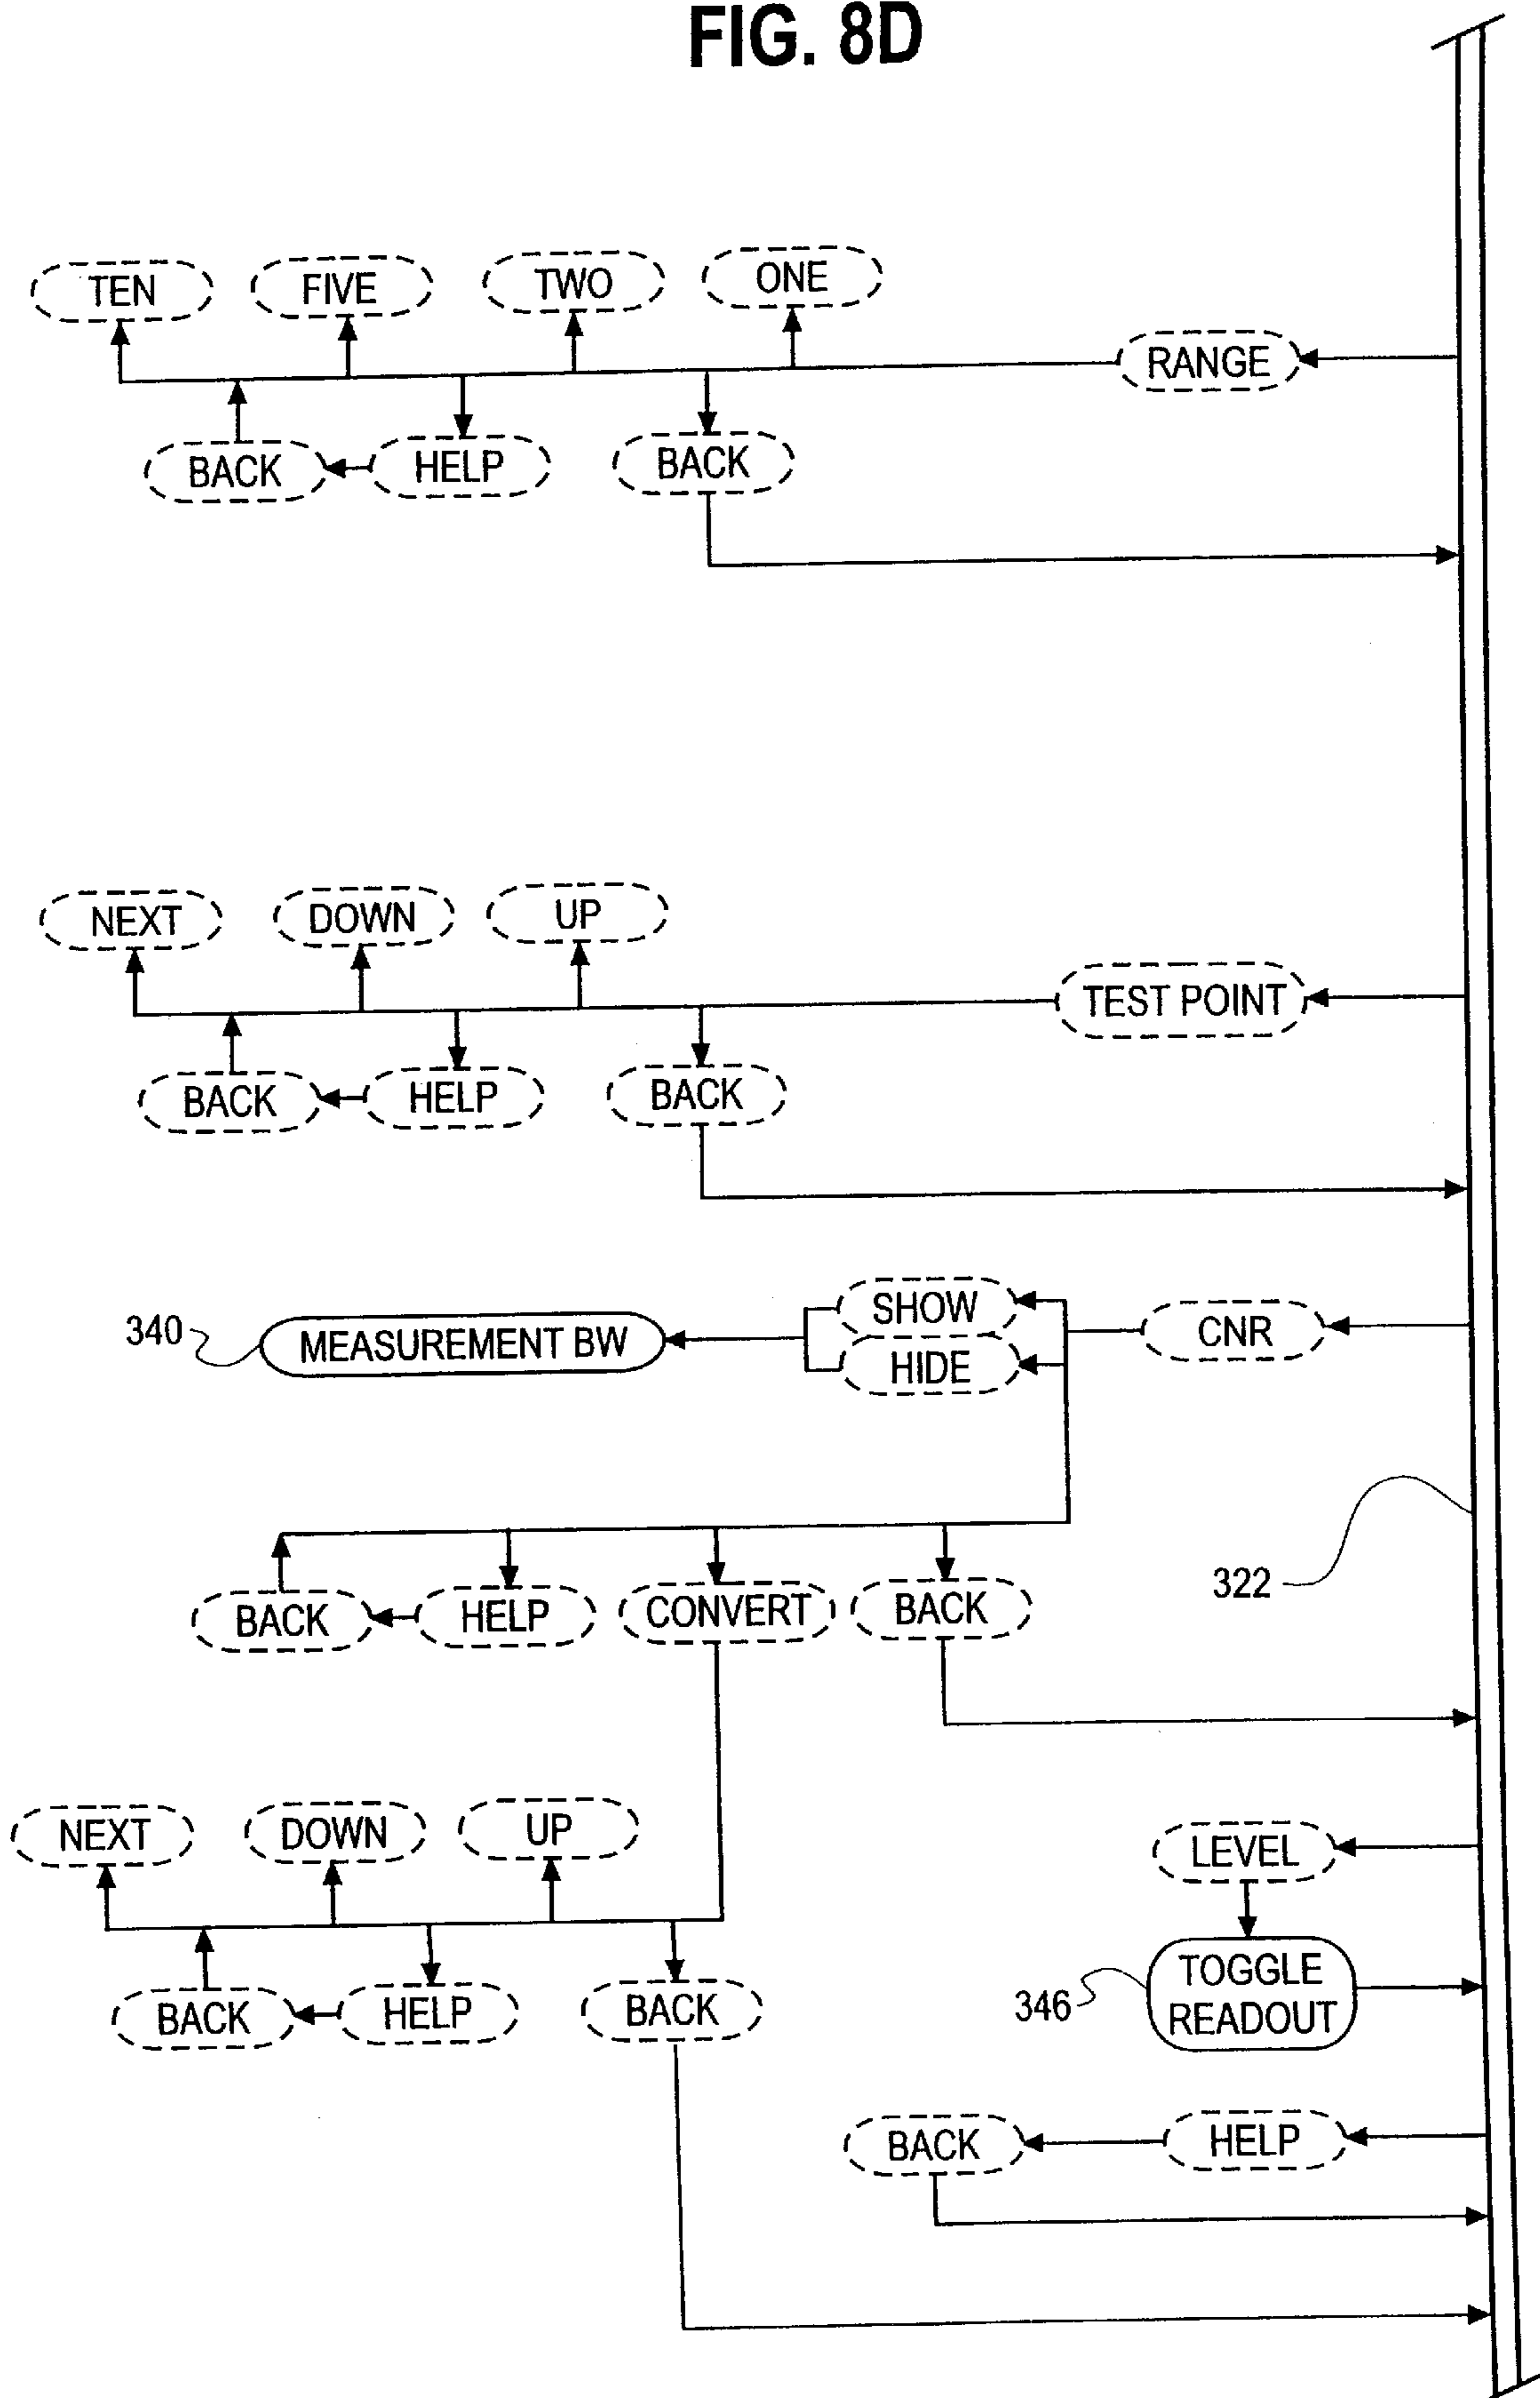 FIG. 8D
TEN FIVE TWO ONE
RANGE
BACK HELP BACK
NEXT DOWN UP
TEST POINT
BACK HELP BACK
SHOW
340 MEASUREMENT BW CNR
HIDE
322
BACK HELP CONVERT BACK
NEXT DOWN UP
LEVEL
TOGGLE
346 READOUT
BACK HELP BACK
BACK HELP